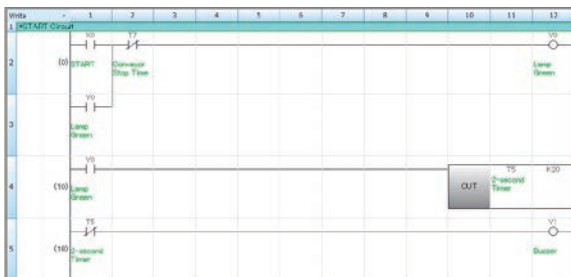 Write 1 2 3 4 5 6 7 8 9 10 11 12
1 *START Circuit
X0 T7 Y0
2 (0) START Conveyor Stop Time Lamp Green
Y0
3 Lamp Green
Y0 T5 K20
4 (10) Lamp Green OUT 2-second Timer
T5 Y1
5 (18) 2-second Timer Buzzer